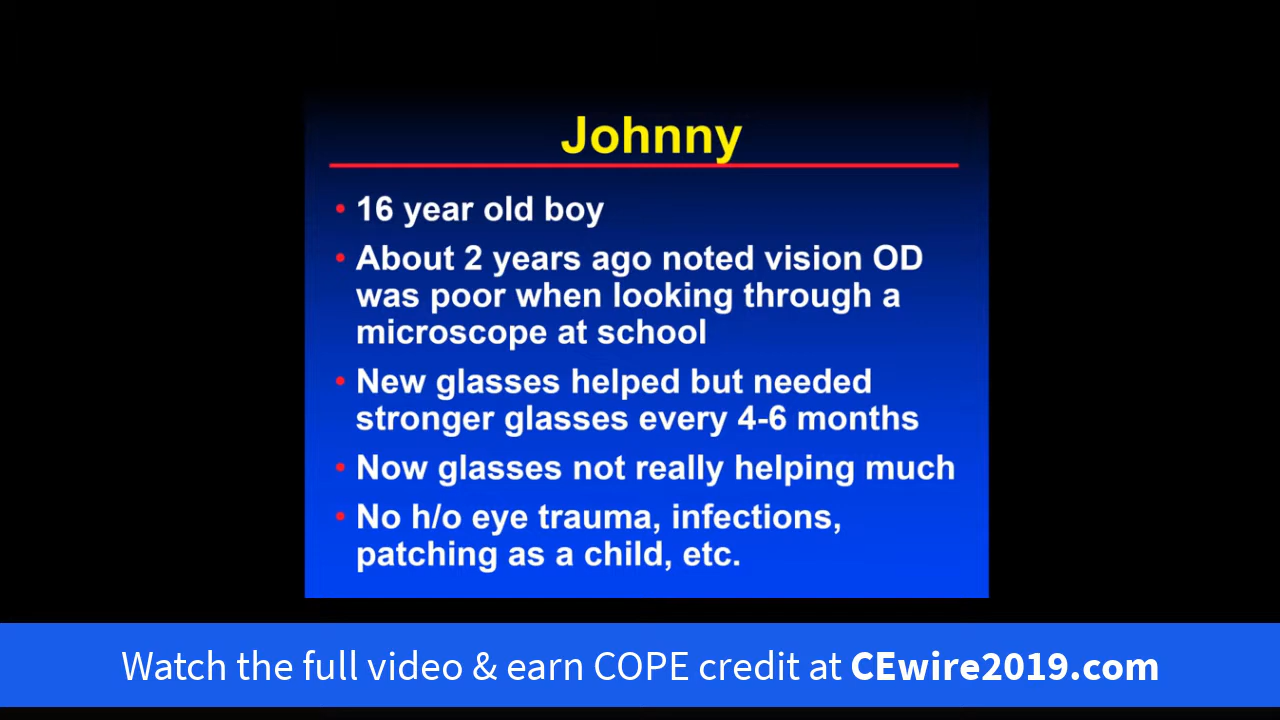 Johnny
• 16 year old boy
• About 2 years ago noted vision OD
was poor when looking through a
microscope at school
• New glasses helped but needed
stronger glasses every 4-6 months
• Now glasses not really helping much
• No h/o eye trauma, infections,
patching as a child, etc.
Watch the full video & earn COPE credit at CEwire2019.com